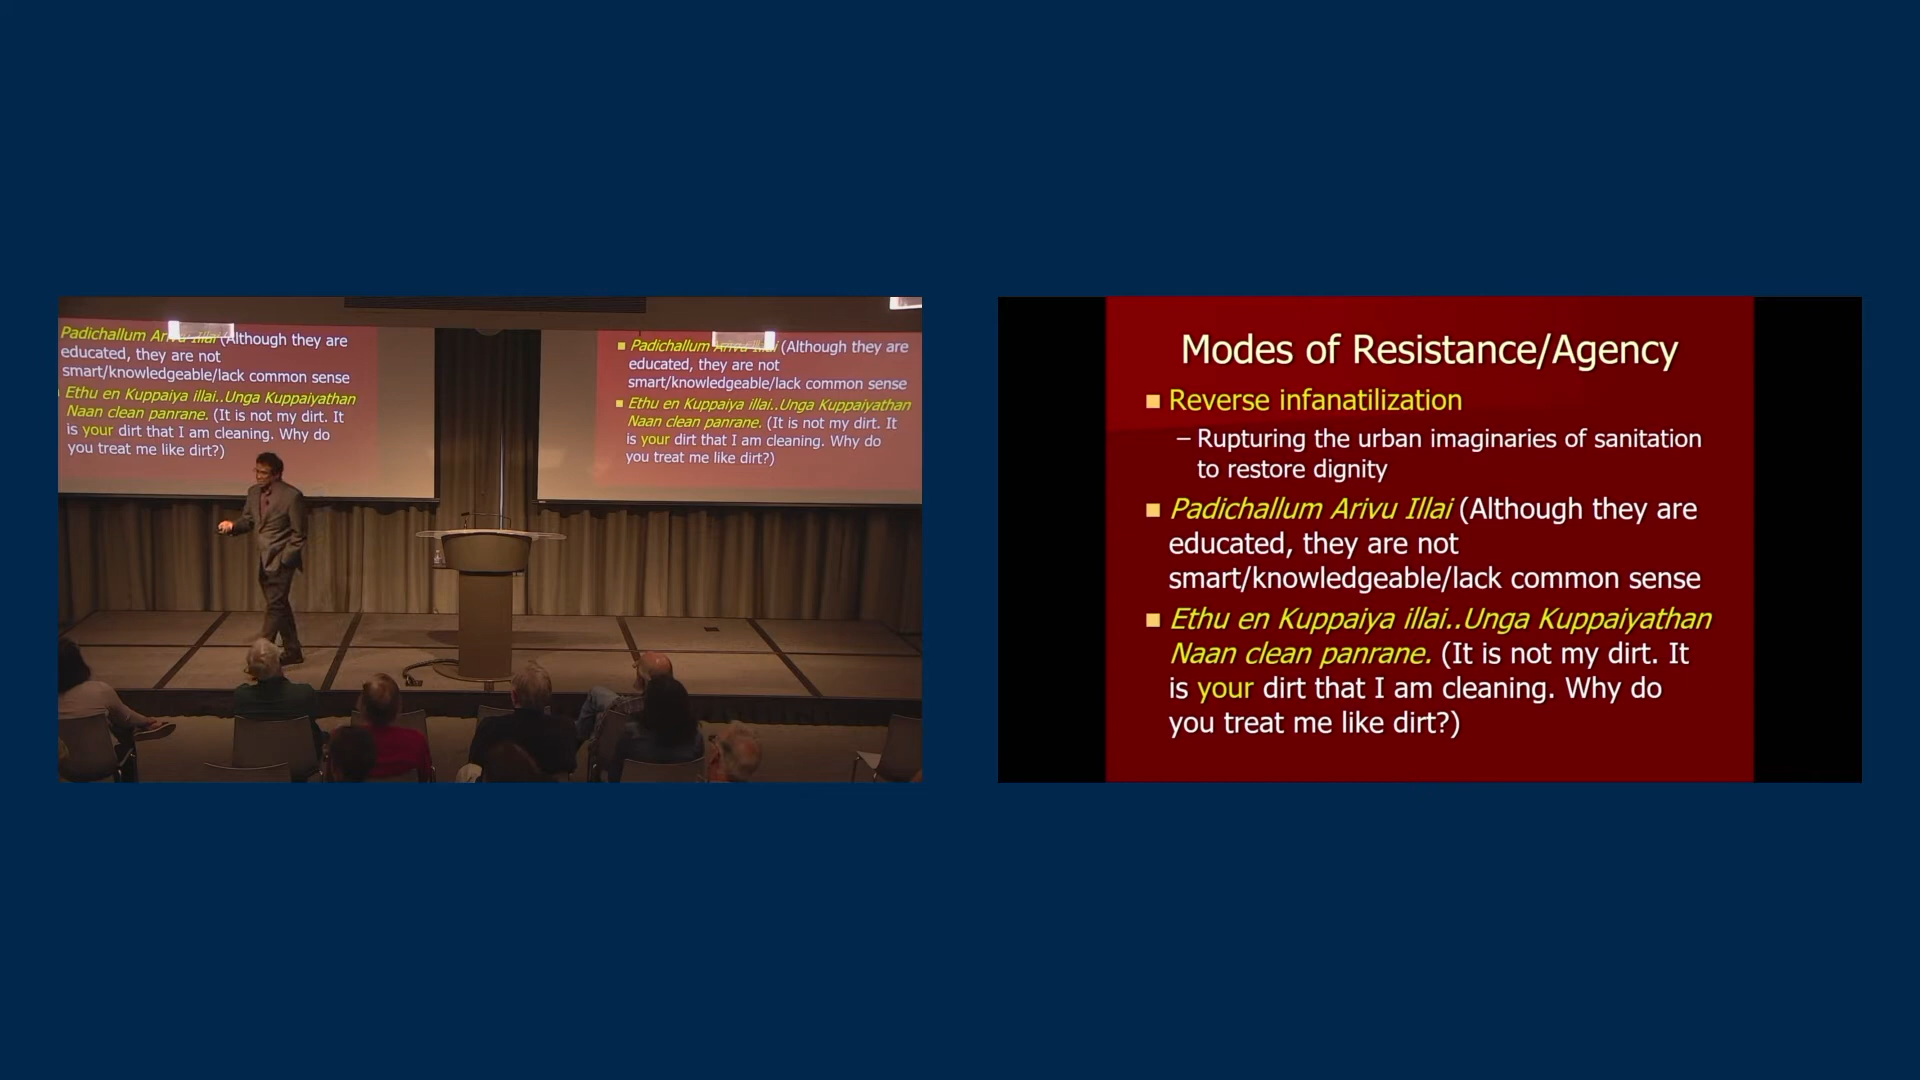 Padichallum Arivu Illai (Although they are
educated, they are not
smart/knowledgeable/lack common sense
Ethu en Kuppaiya illai..Unga Kuppaiyathan
Naan clean panrane. (It is not my dirt. It
is your dirt that I am cleaning. Why do
you treat me like dirt?)
Padichallum Arivu Illai (Although they are
educated, they are not
smart/knowledgeable/lack common sense
Ethu en Kuppaiya illai..Unga Kuppaiyathan
Naan clean panrane. (It is not my dirt. It
is your dirt that I am cleaning. Why do
you treat me like dirt?)
Modes of Resistance/Agency
Reverse infanatilization
– Rupturing the urban imaginaries of sanitation
to restore dignity
Padichallum Arivu Illai (Although they are
educated, they are not
smart/knowledgeable/lack common sense
Ethu en Kuppaiya illai..Unga Kuppaiyathan
Naan clean panrane. (It is not my dirt. It
is your dirt that I am cleaning. Why do
you treat me like dirt?)